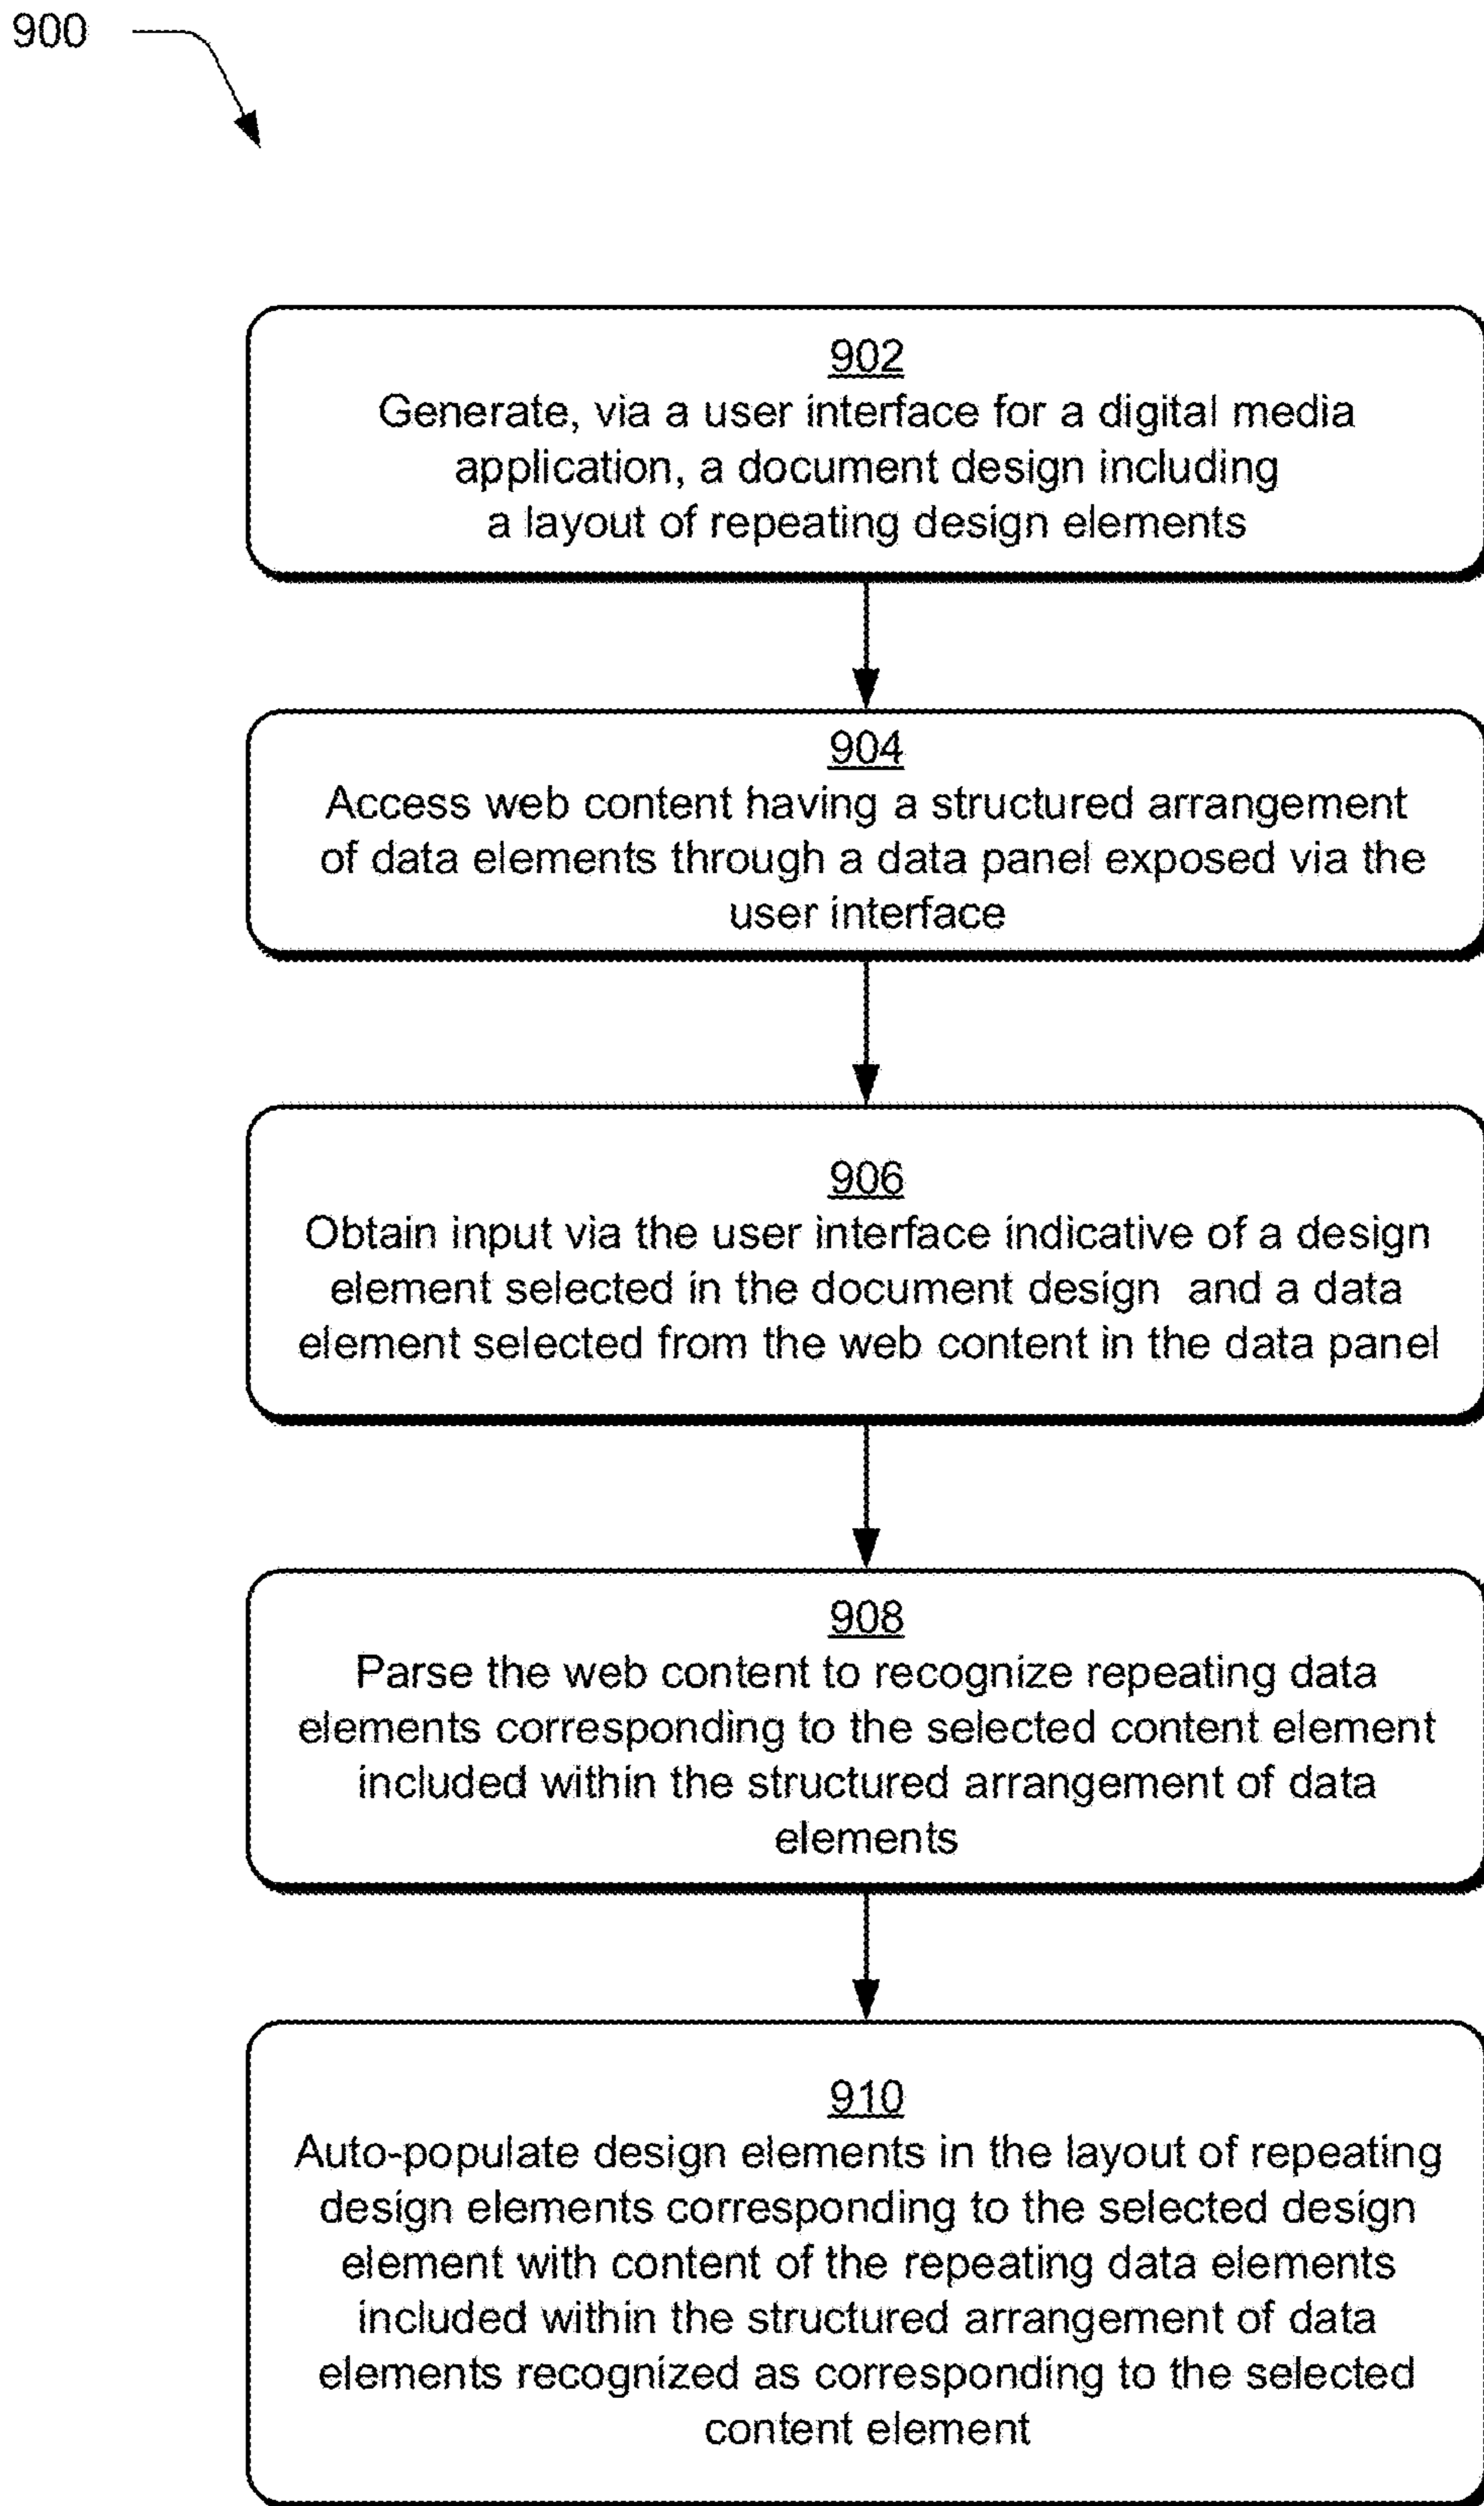 900
902
Generate, via a user interface for a digital media
application, a document design including
a layout of repeating design elements
904
Access web content having a structured arrangement
of data elements through a data panel exposed via the
user interface
906
Obtain input via the user interface indicative of a design
element selected in the document design and a data
element selected from the web content in the data panel
908
Parse the web content to recognize repeating data
elements corresponding to the selected content element
included within the structured arrangement of data
elements
910
Auto-populate design elements in the layout of repeating
design elements corresponding to the selected design
element with content of the repeating data elements
included within the structured arrangement of data
elements recognized as corresponding to the selected
content element